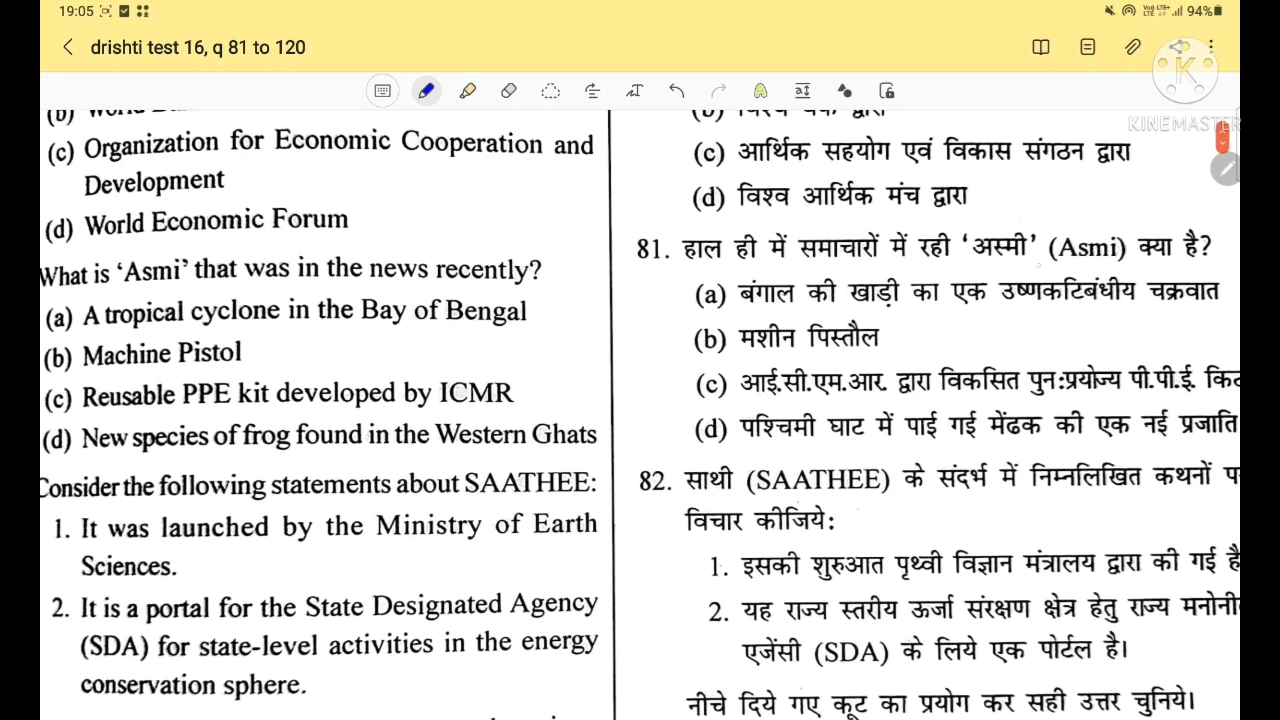 19:05
94%
drishti test 16, q 81 to 120
KINEMASTER
(c) Organization for Economic Cooperation and
Development
(d) World Economic Forum
What is ‘Asmi’ that was in the news recently?
(a) A tropical cyclone in the Bay of Bengal
(b) Machine Pistol
(c) Reusable PPE kit developed by ICMR
(d) New species of frog found in the Western Ghats
Consider the following statements about SAATHEE:
1. It was launched by the Ministry of Earth
Sciences.
2. It is a portal for the State Designated Agency
(SDA) for state-level activities in the energy
conservation sphere.
(c) आर्थिक सहयोग एवं विकास संगठन द्वारा
(d) विश्व आर्थिक मंच द्वारा
81. हाल ही में समाचारों में रही ‘अस्मी’ (Asmi) क्या है?
(a) बंगाल की खाड़ी का एक उष्णकटिबंधीय चक्रवात
(b) मशीन पिस्तौल
(c) आई.सी.एम.आर. द्वारा विकसित पुन:प्रयोज्य पी.पी.ई.
(d) पश्चिमी घाट में पाई गई मेंढक की एक नई प्रजाति
82. साथी (SAATHEE) के संदर्भ में निम्नलिखित कथनों
विचार कीजिये:
1. इसकी शुरुआत पृथ्वी विज्ञान मंत्रालय द्वारा की गई
2. यह राज्य स्तरीय ऊर्जा संरक्षण क्षेत्र हेतु राज्य
एजेंसी (SDA) के लिये एक पोर्टल है।
नीचे दिये गए कूट का प्रयोग कर सही उत्तर चुनिये।